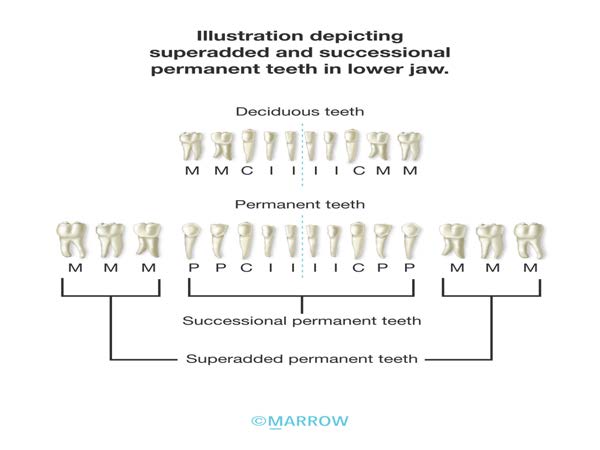 Illustration depicting
superadded and successional
permanent teeth in lower jaw.
Deciduous teeth
M M C I I I I C M M
Permanent teeth
M M M P P C I I I I C P P M M M
Successional permanent teeth
Superadded permanent teeth
©MARROW